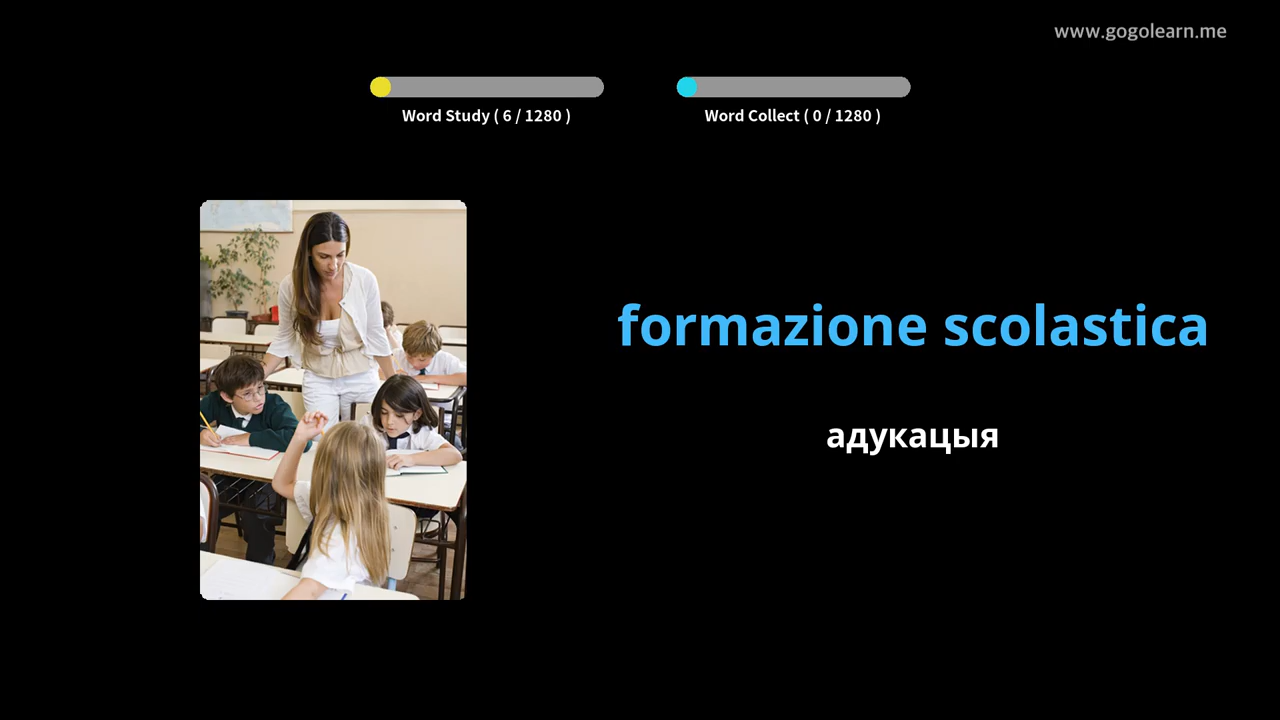 www.gogolearn.me
Word Study ( 6 / 1280 )
Word Collect ( 0 / 1280 )
formazione scolastica
адукацыя